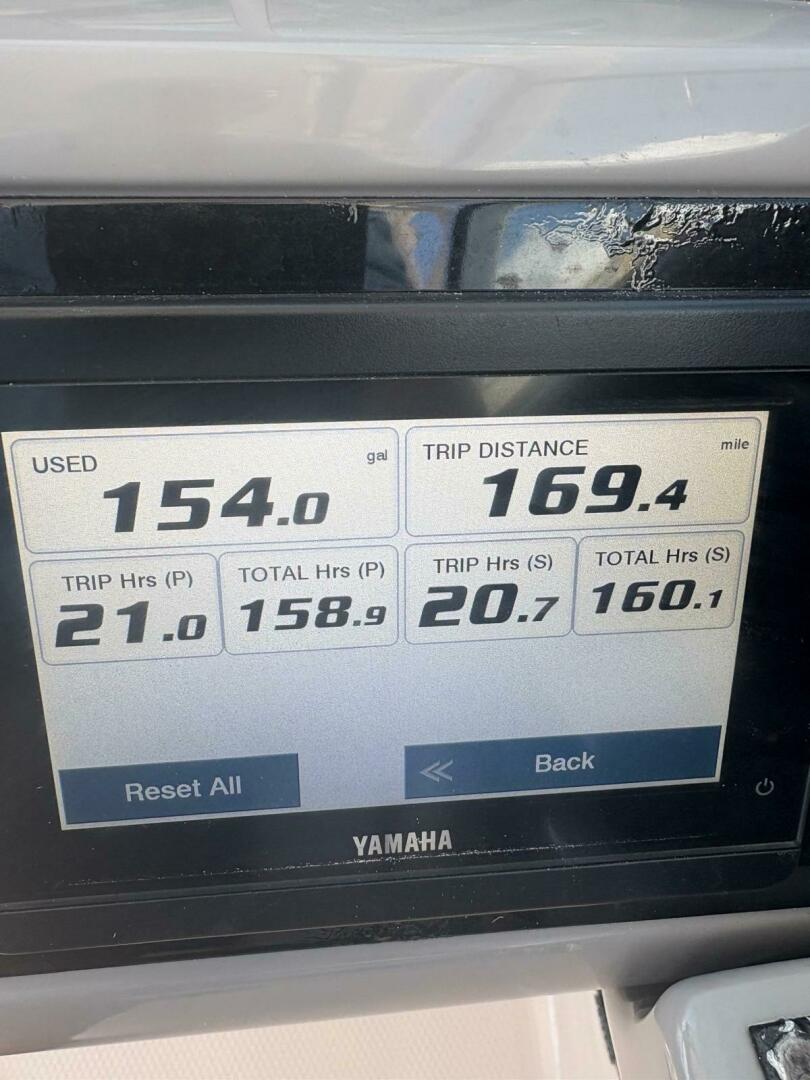 USED gal
154.0
TRIP DISTANCE mile
169.4
TRIP Hrs (P)
21.0
TOTAL Hrs (P)
158.9
TRIP Hrs (S)
20.7
TOTAL Hrs (S)
160.1
Reset All
Back
YAMAHA